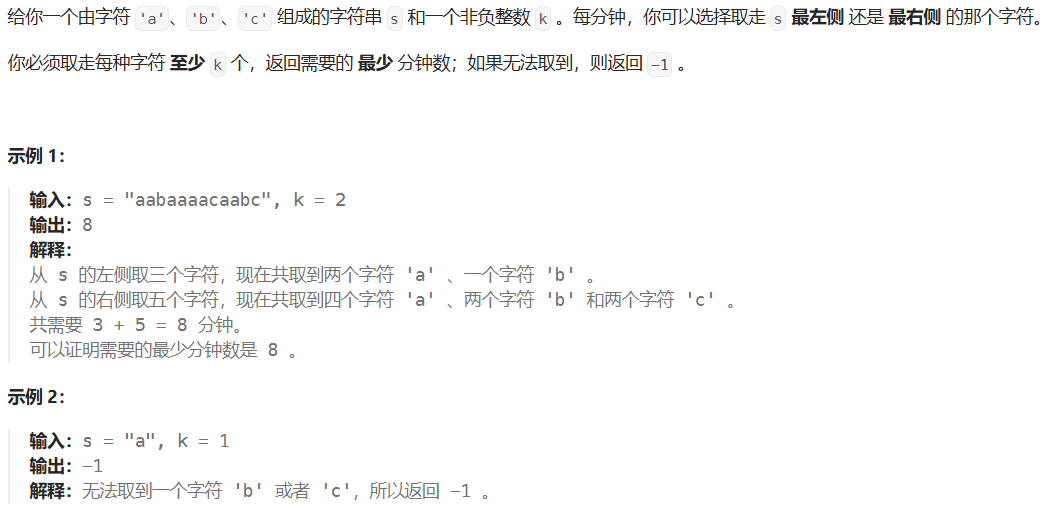 给你一个由字符 'a'、'b'、'c' 组成的字符串 s 和一个非负整数 k 。每分钟，你可以选择取走 s 最左侧 还是 最右侧 的那个字符。
你必须取走每种字符 至少 k 个，返回需要的 最少 分钟数；如果无法取到，则返回 -1 。
示例 1：
输入：s = "aabaaaacaabc", k = 2
输出：8
解释：
从 s 的左侧取三个字符，现在共取到两个字符 'a' 、一个字符 'b' 。
从 s 的右侧取五个字符，现在共取到四个字符 'a' 、两个字符 'b' 和两个字符 'c' 。
共需要 3 + 5 = 8 分钟。
可以证明需要的最少分钟数是 8 。
示例 2：
输入：s = "a", k = 1
输出：-1
解释：无法取到一个字符 'b' 或者 'c'，所以返回 -1 。